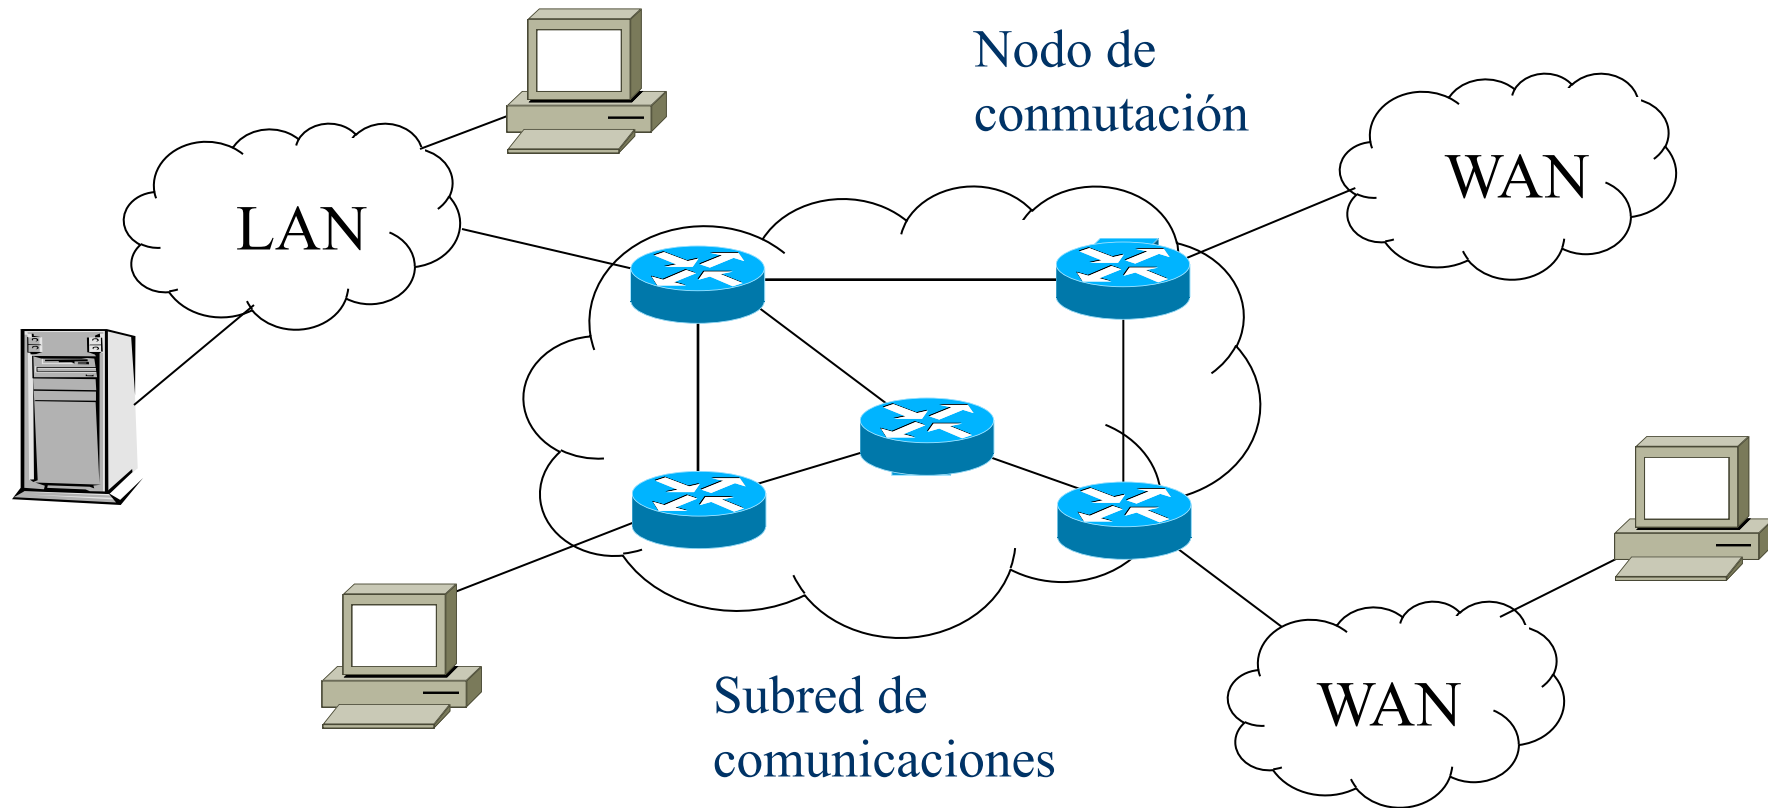 Nodo de
conmutación
WAN
LAN
WAN
Subred de
comunicaciones